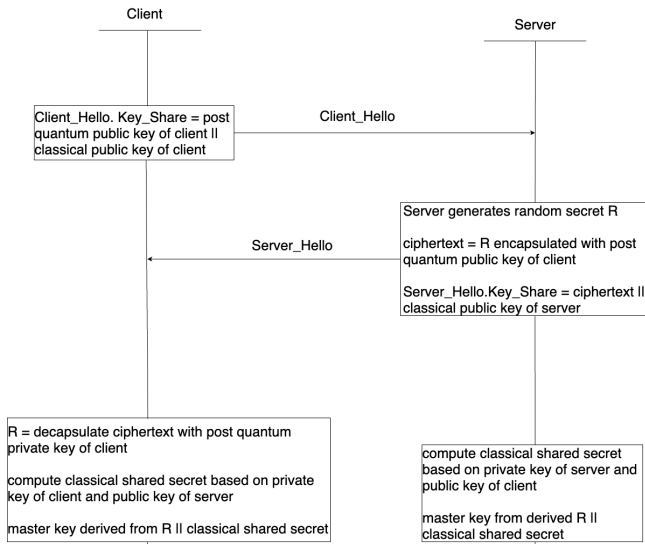 Client
Server
Client_Hello. Key_Share = post
quantum public key of client ||
classical public key of client
Client_Hello
Server generates random secret R
ciphertext = R encapsulated with post
quantum public key of client
Server_Hello.Key_Share = ciphertext ||
classical public key of server
Server_Hello
R = decapsulate ciphertext with post quantum
private key of client
compute classical shared secret based on private
key of client and public key of server
master key derived from R || classical shared secret
compute classical shared secret
based on private key of server and
public key of client
master key from derived R ||
classical shared secret